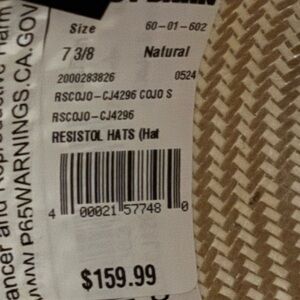 Size 60-01-602
7 3/8 Natural
2000283826 0524
RSCOJO-CJ4296 COJO S
RSCOJO-CJ4296
RESISTOL HATS (Hat
4 00021 57748 0
$159.99
ancer and Reproductive Harm
WWW.P65WARNINGS.CA.GOV